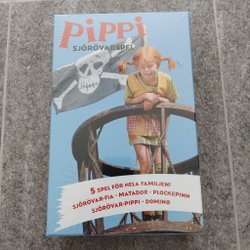 PiPPi
SJÖRÖVARSPEL
5 SPEL FÖR HELA FAMILJEN!
SJÖRÖVAR-FIA · MATADOR · PLOCKEPINN
SJÖRÖVAR-PIPPI · DOMINO